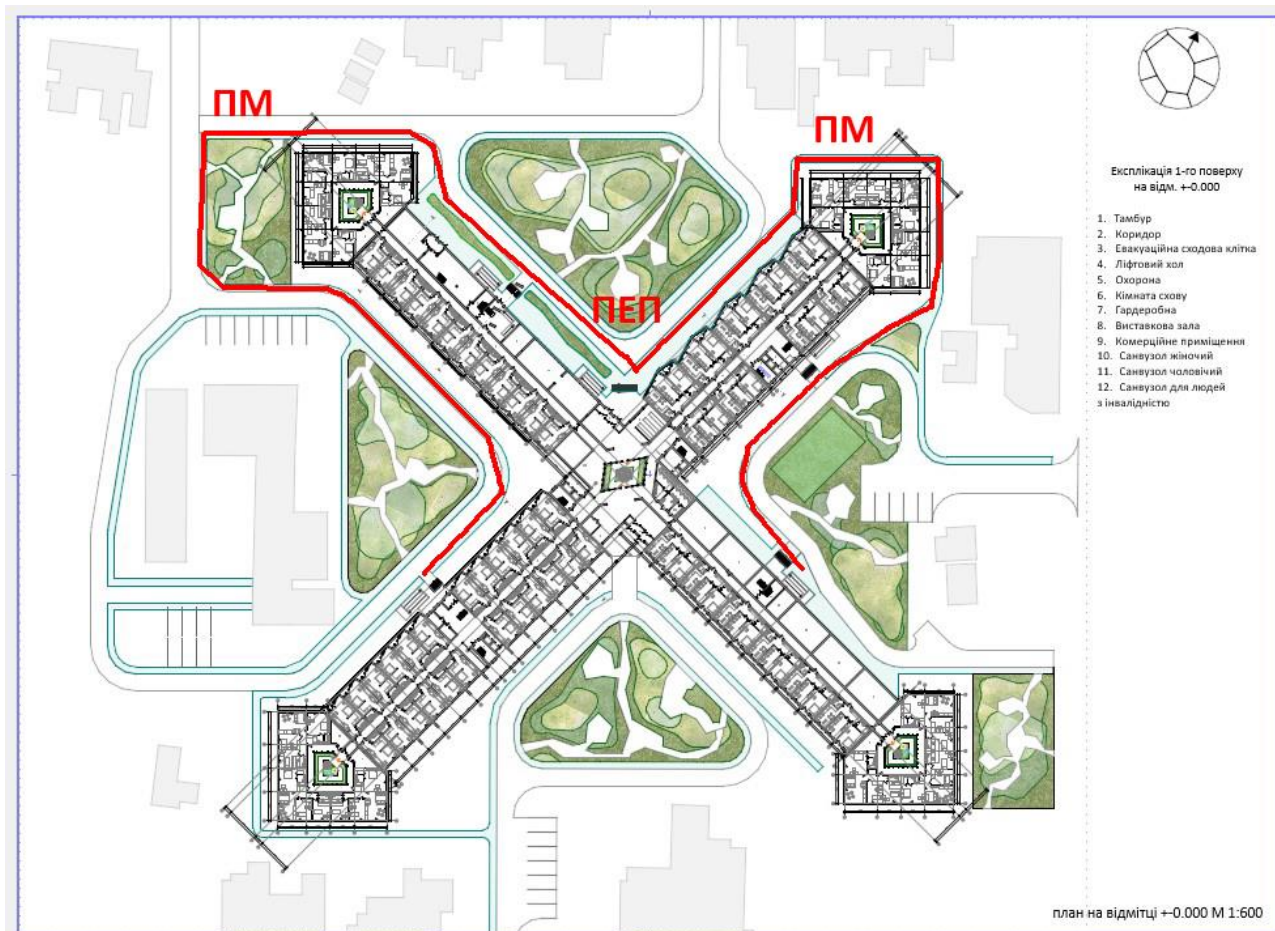 ПМ
ПМ
ПЕП
Експлікація 1-го поверху
на відм. +-0.000
1. Тамбур
2. Коридор
3. Евакуаційна сходова клітка
4. Ліфтовий хол
5. Охорона
6. Кімната схову
7. Гардеробна
8. Виставкова зала
9. Комерційне приміщення
10. Санвузол жіночий
11. Санвузол чоловічий
12. Санвузол для людей
з інвалідністю
план на відмітці +-0.000 М 1:600